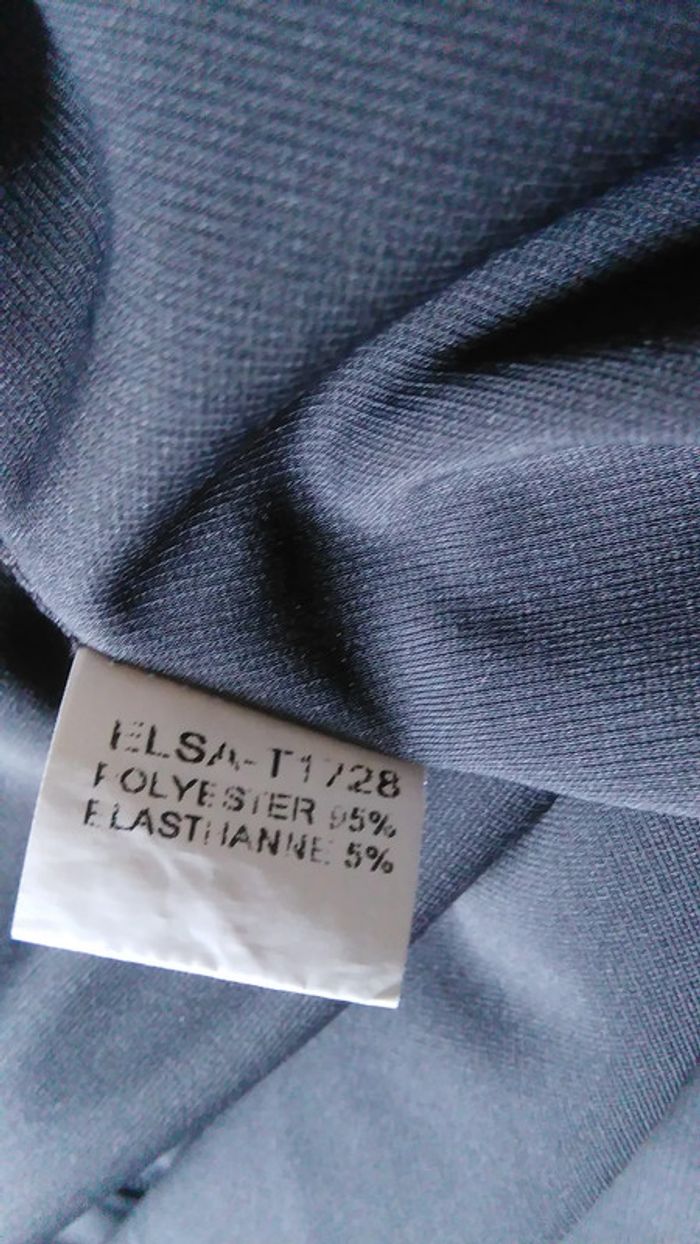 ELSA-T1728
POLYESTER 95%
ELASTHANNE 5%